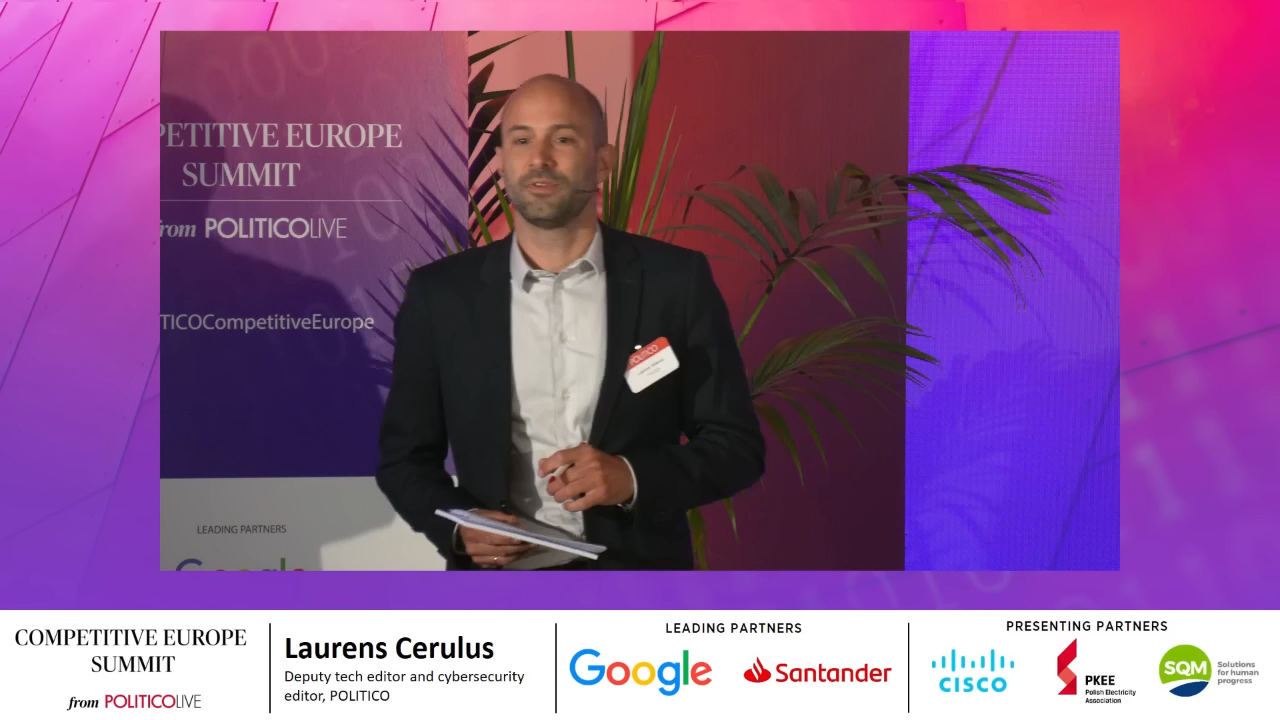 PETITIVE EUROPE
SUMMIT
from POLITICOLIVE
TICOCompetitiveEurope
LEADING PARTNERS
Google
POLITICO
COMPETITIVE EUROPE
SUMMIT
from POLITICOLIVE
Laurens Cerulus
Deputy tech editor and cybersecurity
editor, POLITICO
LEADING PARTNERS
Google
Santander
PRESENTING PARTNERS
CISCO
PKEE
Polish Electricity
Association
SQM
Solutions
for human
progress